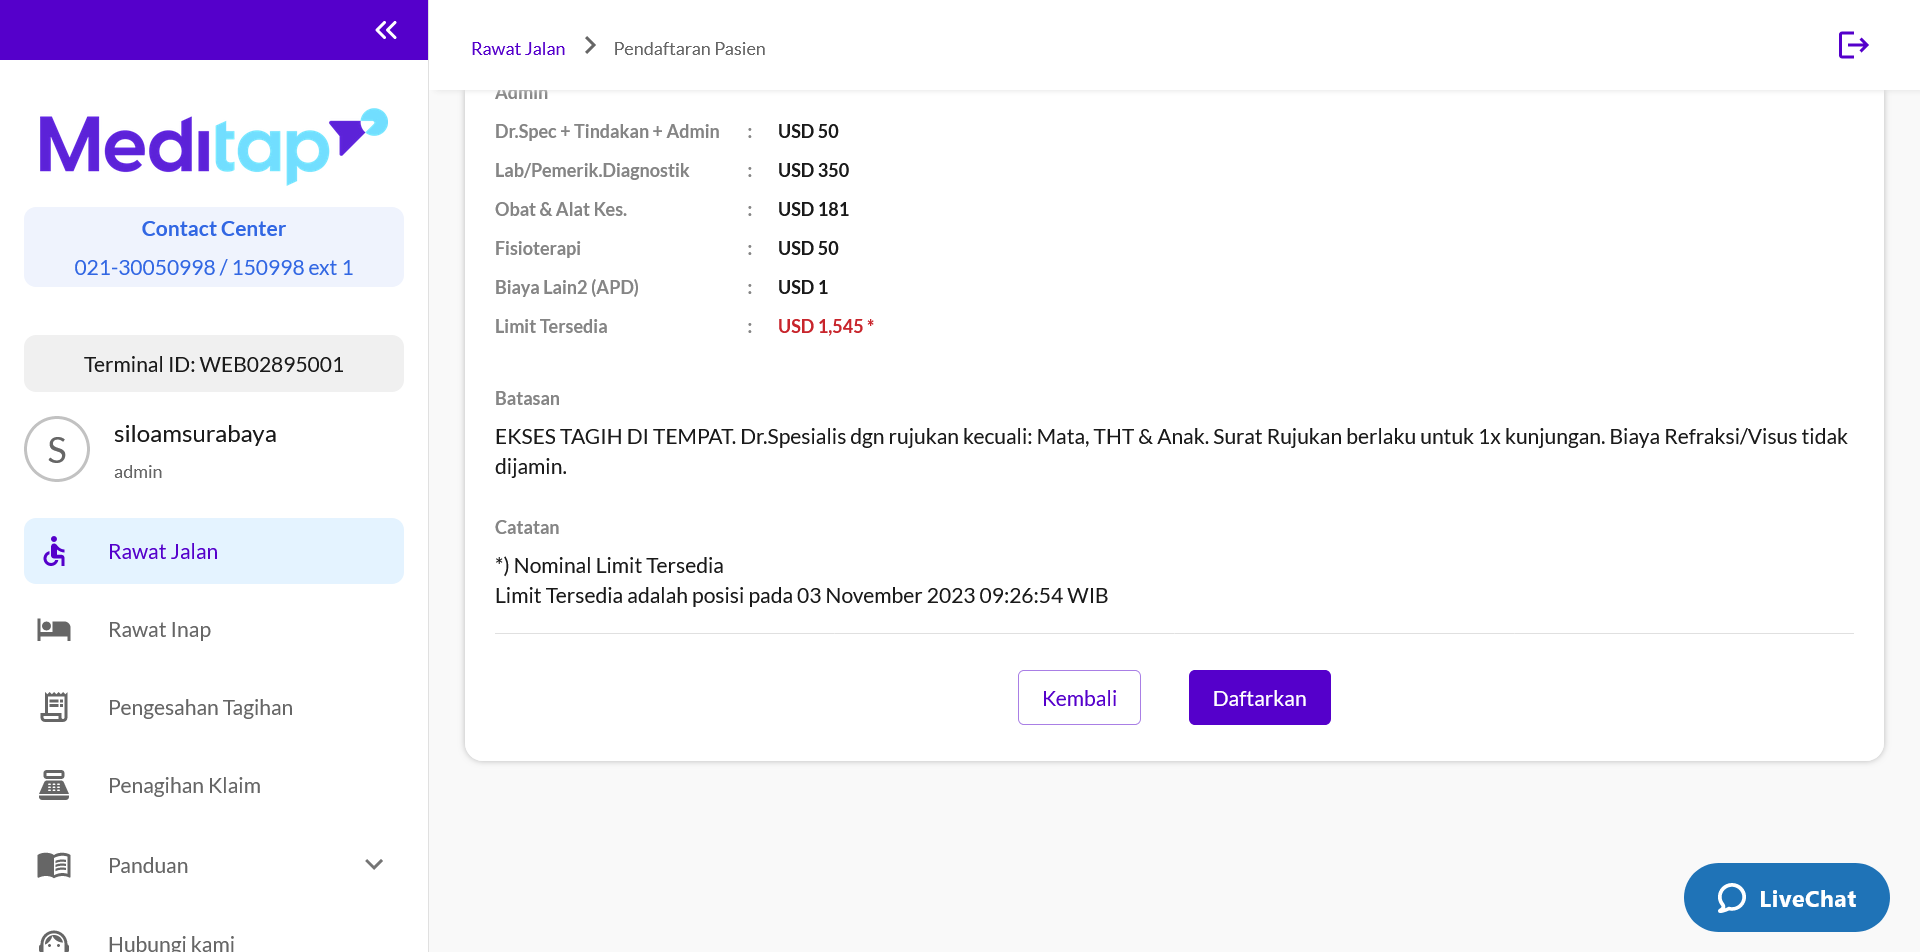 Meditap
Contact Center
021-30050998 / 150998 ext 1
Terminal ID: WEB02895001
S
siloamsurabaya
admin
Rawat Jalan
Rawat Inap
Pengesahan Tagihan
Penagihan Klaim
Panduan
Hubungi kami
Rawat Jalan > Pendaftaran Pasien
Admin
Dr.Spec + Tindakan + Admin : USD 50
Lab/Pemerik.Diagnostik : USD 350
Obat & Alat Kes. : USD 181
Fisioterapi : USD 50
Biaya Lain2 (APD) : USD 1
Limit Tersedia : USD 1,545 *
Batasan
EKSES TAGIH DI TEMPAT. Dr.Spesialis dgn rujukan kecuali: Mata, THT & Anak. Surat Rujukan berlaku untuk 1x kunjungan. Biaya Refraksi/Visus tidak
dijamin.
Catatan
*) Nominal Limit Tersedia
Limit Tersedia adalah posisi pada 03 November 2023 09:26:54 WIB
Kembali
Daftarkan
LiveChat